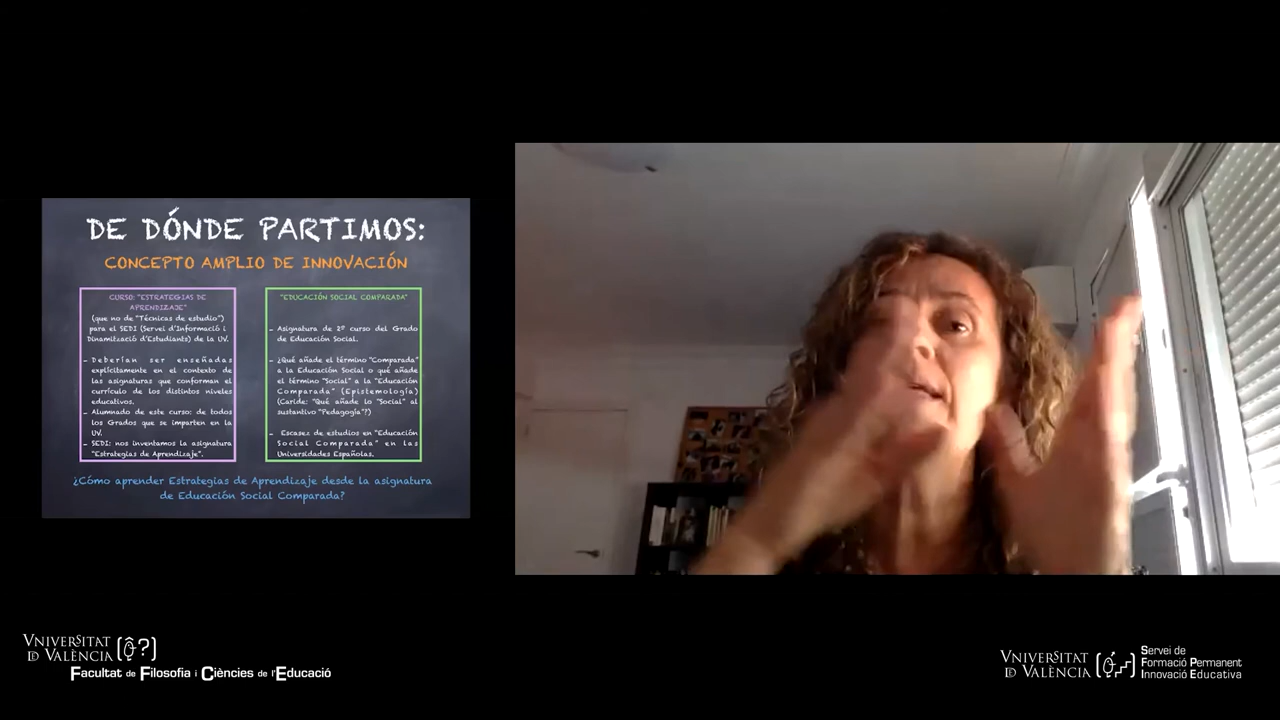 DE DÓNDE PARTIMOS:
CONCEPTO AMPLIO DE INNOVACIÓN
CURSO: "ESTRATEGIAS DE
APRENDIZAJE"
(que no de "Técnicas de estudio")
para el SEDI (Servei d'Informació i
Dinamització d'Estudiants) de la UV.
- Deberían ser enseñadas
explícitamente en el contexto de
las asignaturas que conforman el
currículo de los distintos niveles
educativos.
- Alumnado de este curso: de todos
los Grados que se imparten en la
UV.
- SEDI: nos inventamos la asignatura
"Estrategias de Aprendizaje".
"EDUCACIÓN SOCIAL COMPARADA"
- Asignatura de 2º curso del Grado
de Educación Social.
- ¿Qué añade el término "Comparada"
a la Educación Social o qué añade
el término "Social" a la "Educación
Comparada" (Epistemología)
(Caride: "Qué añade lo "Social" al
sustantivo "Pedagogía"?)
- Escasez de estudios en "Educación
Social Comparada" en las
Universidades Españolas.
¿Cómo aprender Estrategias de Aprendizaje desde la asignatura
de Educación Social Comparada?
VNIVERSITAT
ID VALÈNCIA
Facultat de Filosofia i Ciències de l'Educació
VNIVERSITAT
ID VALÈNCIA
Servei de
Formació Permanent
Innovació Educativa